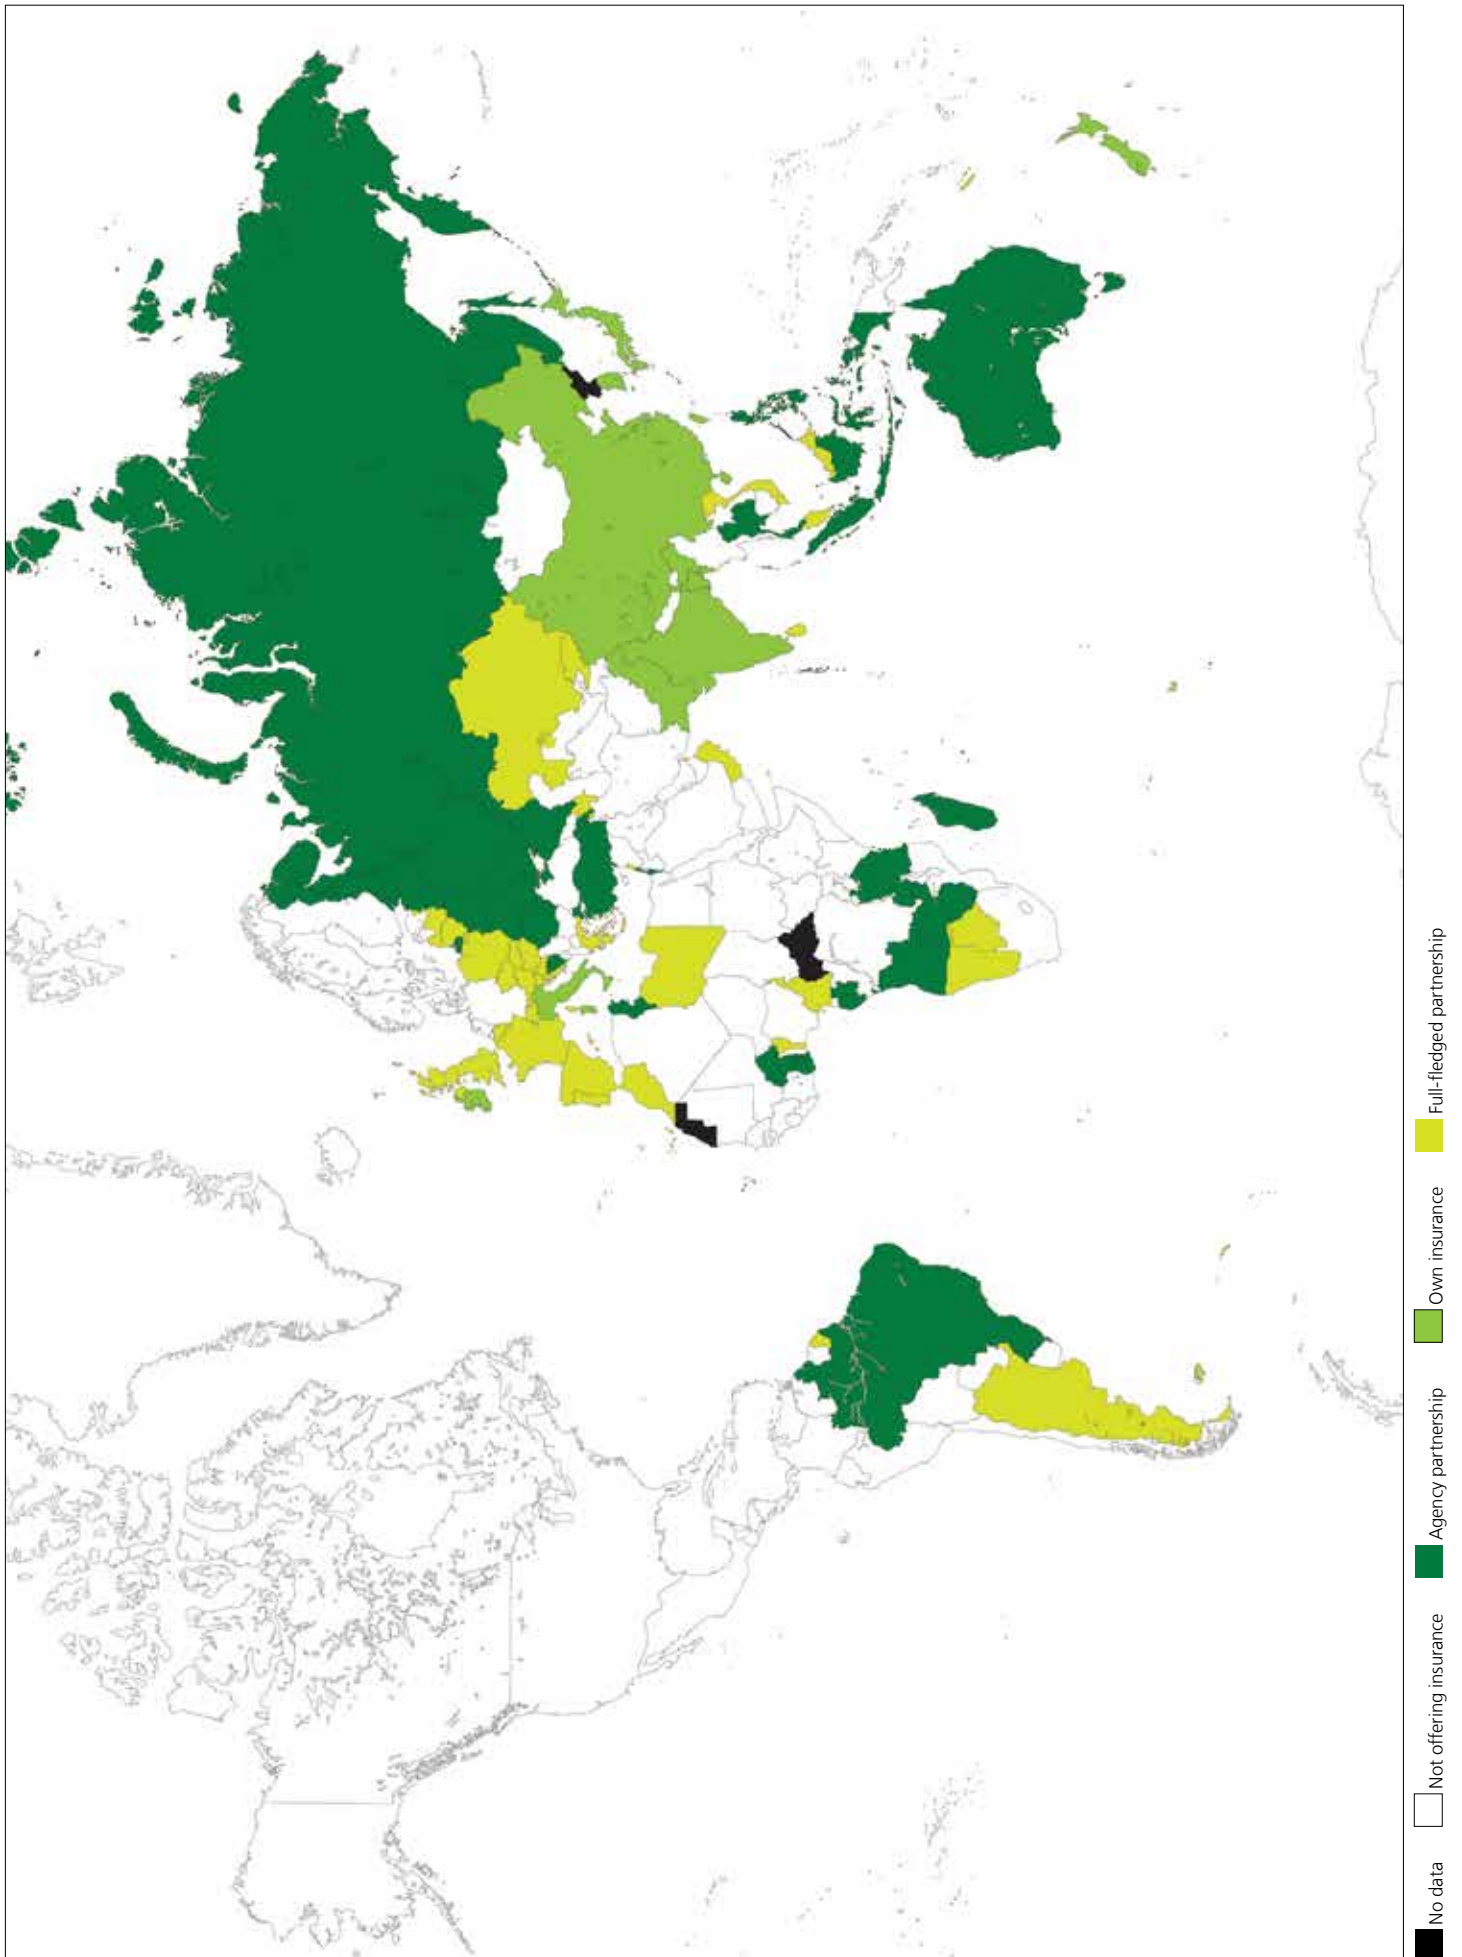 No data
Not offering insurance
Agency partnership
Own insurance
Full-fledged partnership